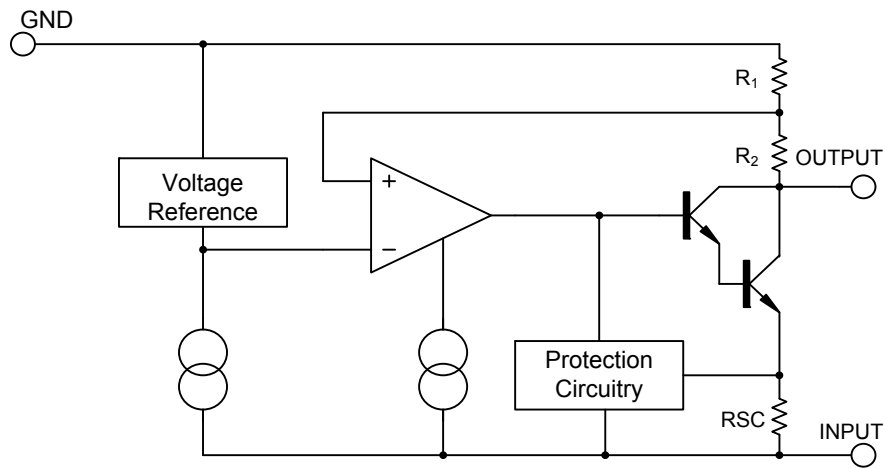 GND
R1
R2
OUTPUT
Voltage
Reference
+
−
Protection
Circuitry
RSC
INPUT